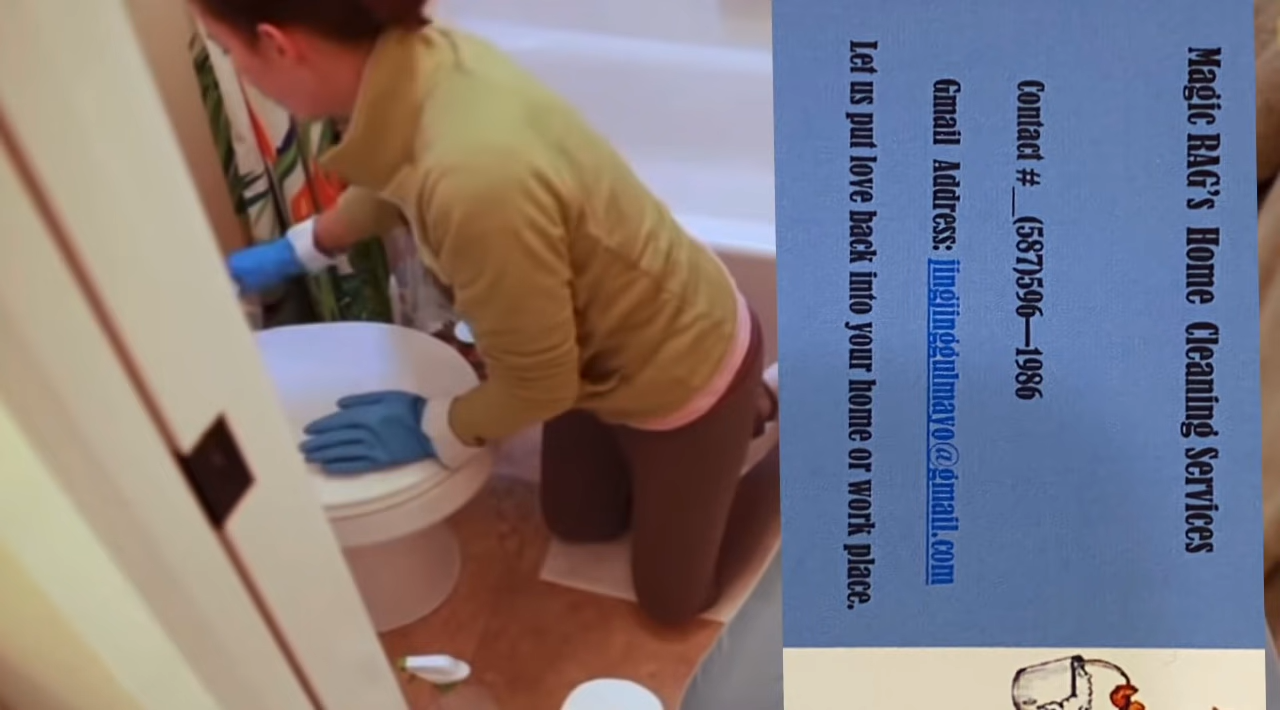 Magic RAG's Home Cleaning Services
Contact #_(587)596—1986
Gmail Address: jingjinggulmayo@gmail.com
Let us put love back into your home or work place.